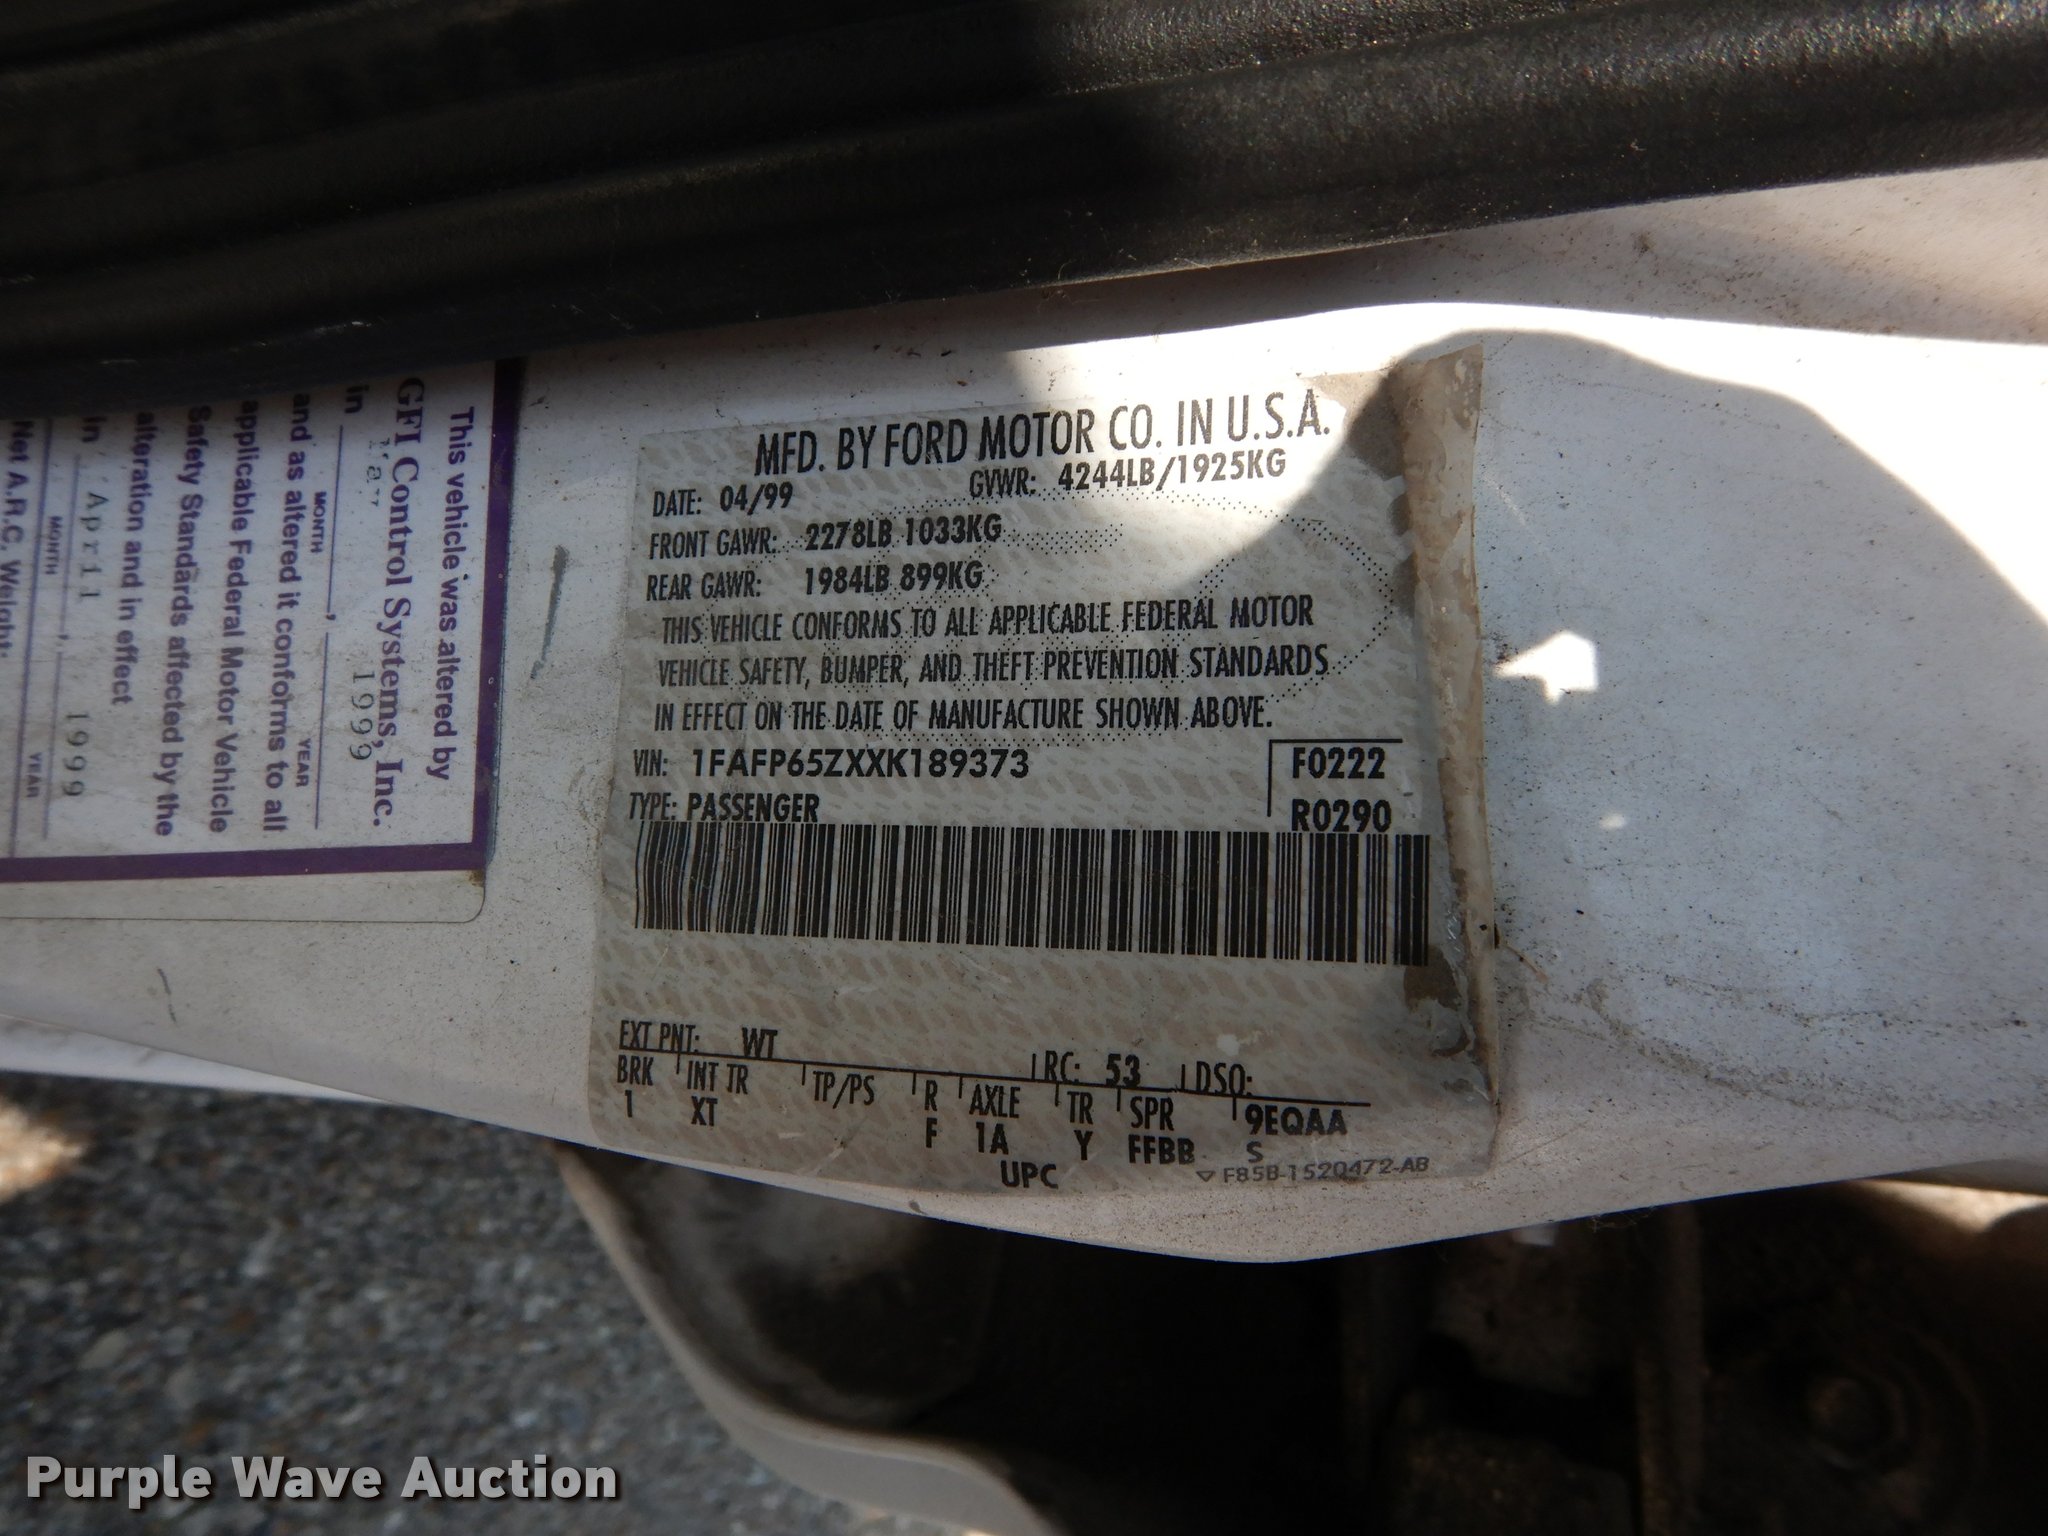 This vehicle was altered by
GFI Control Systems, Inc.
in 1999
MONTH , YEAR
and as altered it conforms to all
applicable Federal Motor Vehicle
Safety Standards affected by the
alteration and in effect
In April , 1999
MONTH YEAR
Net A.R.C. Weight:
MFD. BY FORD MOTOR CO. IN U.S.A.
DATE: 04/99 GVWR: 4244LB/1925KG
FRONT GAWR: 2278LB 1033KG
REAR GAWR: 1984LB 899KG
THIS VEHICLE CONFORMS TO ALL APPLICABLE FEDERAL MOTOR
VEHICLE SAFETY, BUMPER, AND THEFT PREVENTION STANDARDS
IN EFFECT ON THE DATE OF MANUFACTURE SHOWN ABOVE.
VIN: 1FAFP65ZXXK189373 F0222
TYPE: PASSENGER R0290
EXT PNT: WT RC: 53 DSO:
BRK INT TR TP/PS R AXLE TR SPR 9EQAA
1 XT F 1A Y FFBB S
UPC ▽ F85B-1520472-AB
Purple Wave Auction